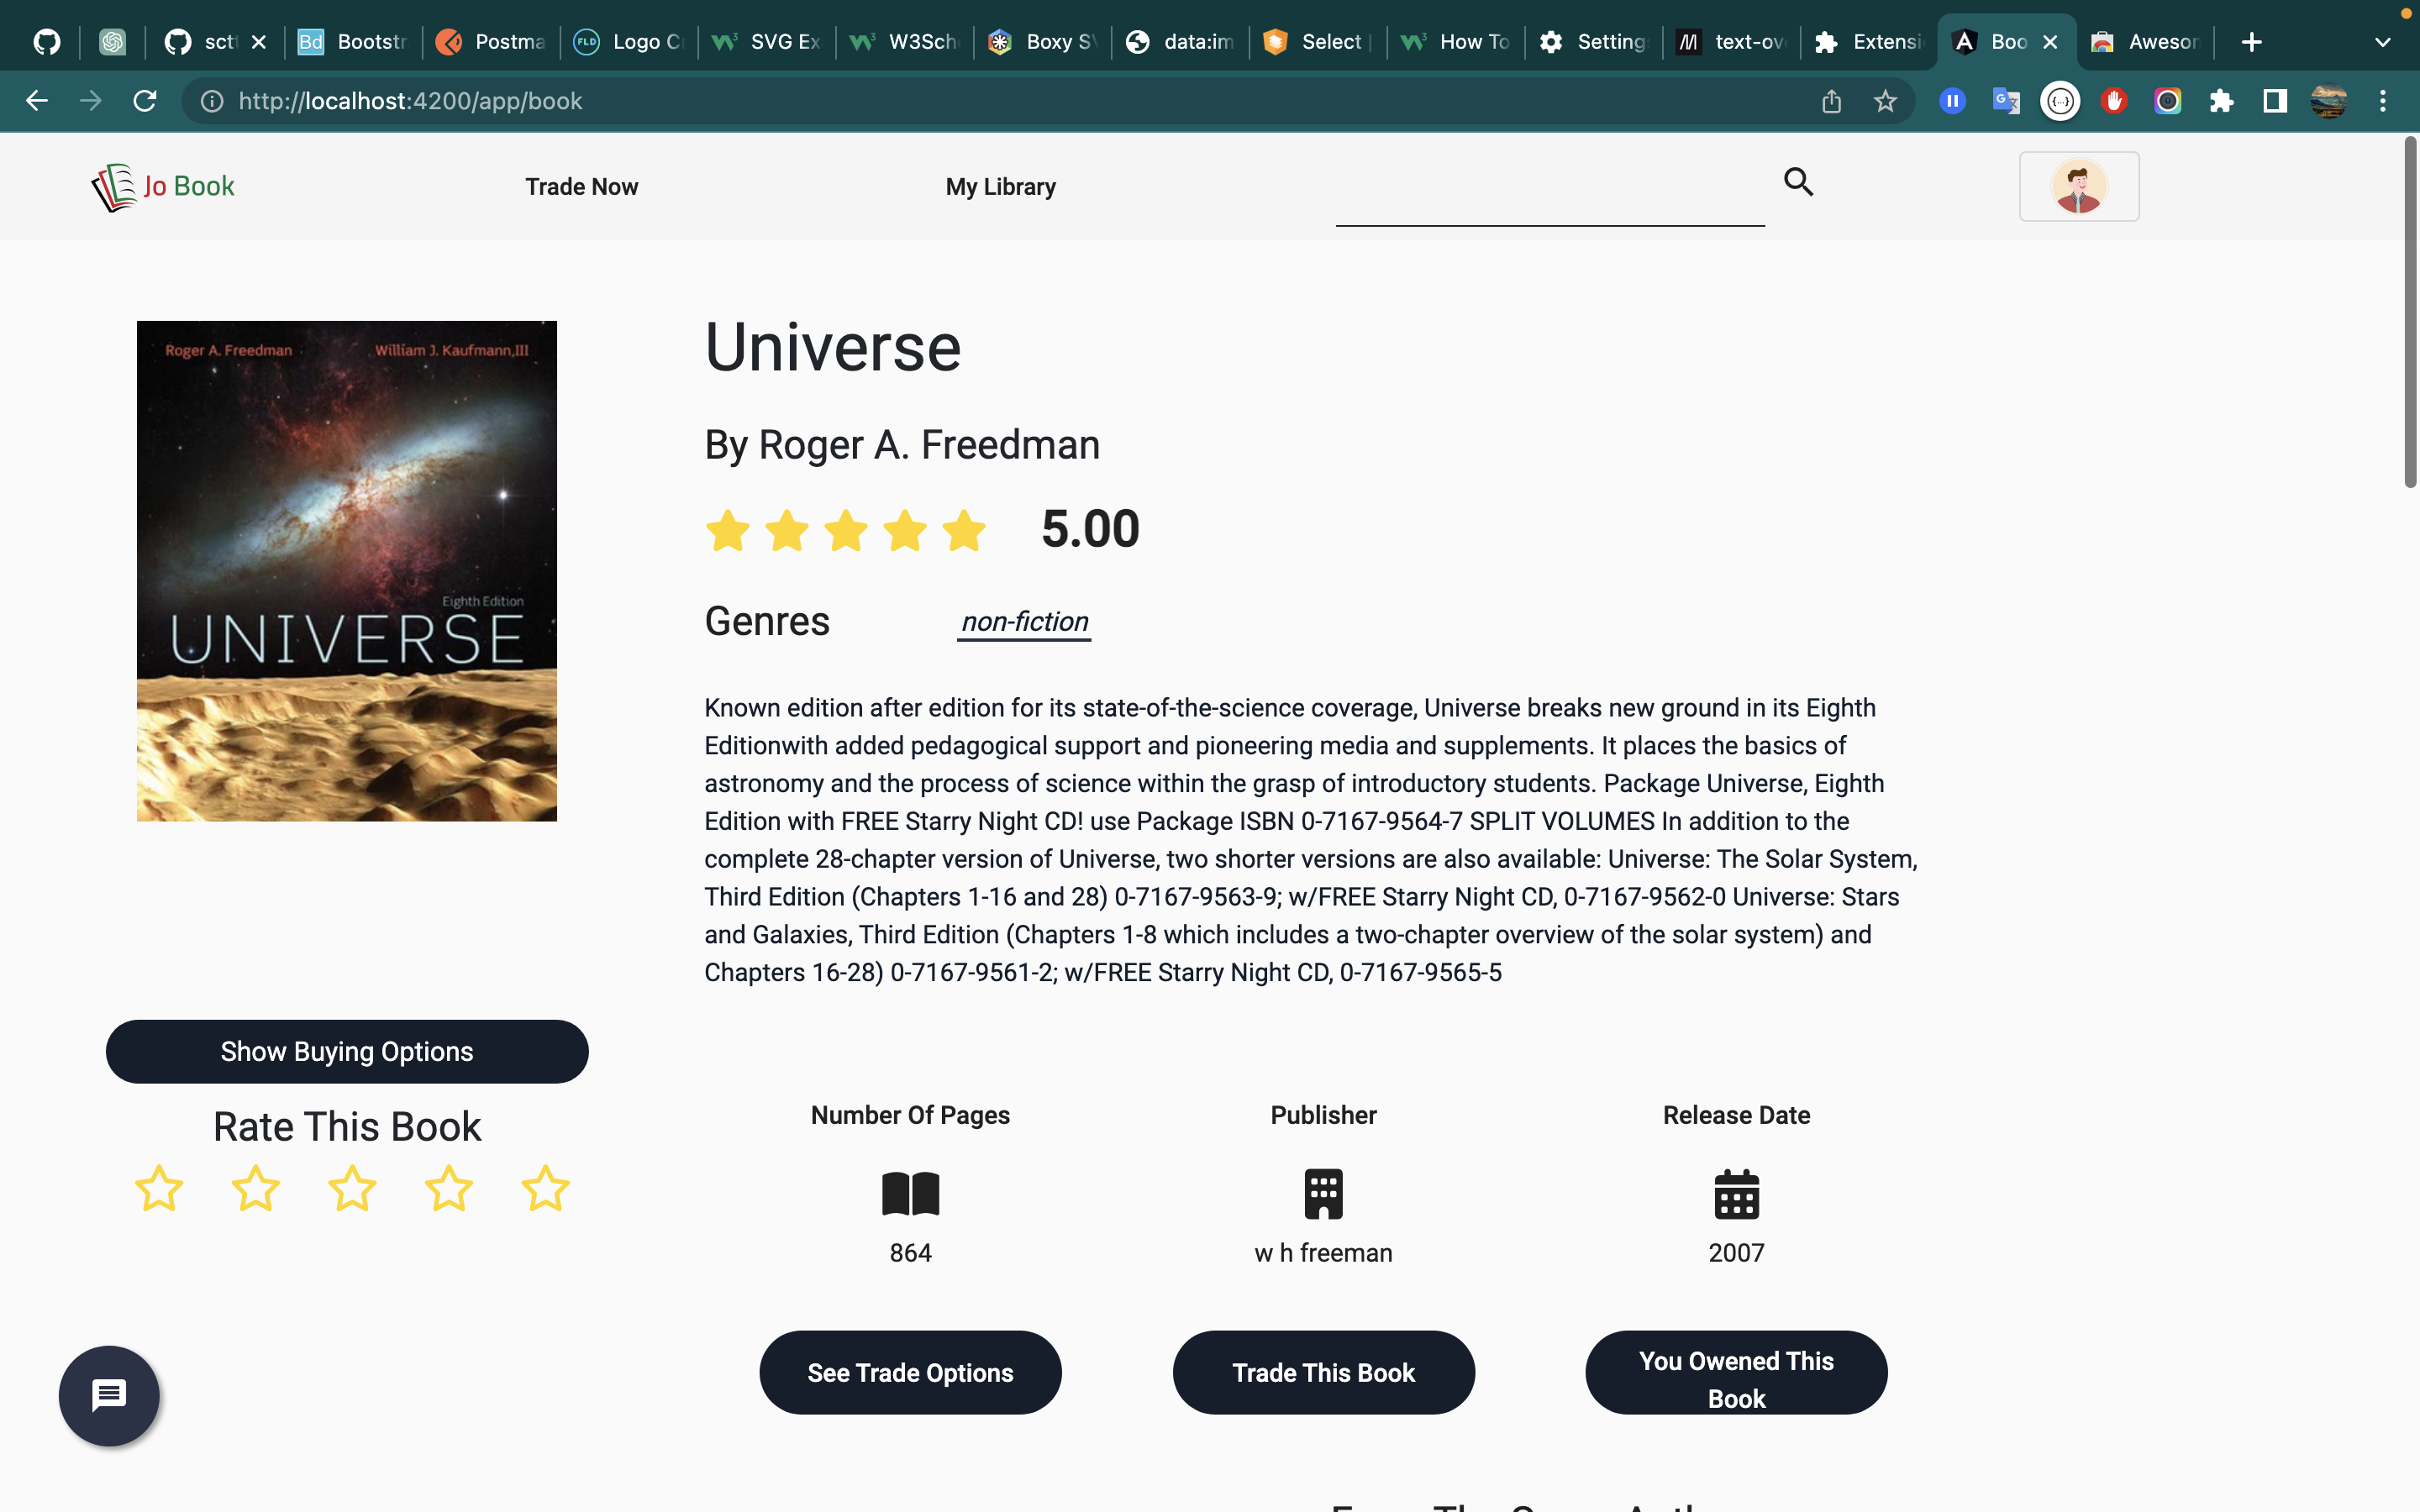 sct
Bd Bootstr
Postma
FLD Logo C
SVG Ex
W3Sch
Boxy S
data:im
Select
How To
Setting
text-ov
Extensi
Boo
Awesor
http://localhost:4200/app/book
Jo Book
Trade Now
My Library
Roger A. Freedman
William J. Kaufmann,III
Eighth Edition
UNIVERSE
Universe
By Roger A. Freedman
5.00
Genres
non-fiction
Known edition after edition for its state-of-the-science coverage, Universe breaks new ground in its Eighth
Editionwith added pedagogical support and pioneering media and supplements. It places the basics of
astronomy and the process of science within the grasp of introductory students. Package Universe, Eighth
Edition with FREE Starry Night CD! use Package ISBN 0-7167-9564-7 SPLIT VOLUMES In addition to the
complete 28-chapter version of Universe, two shorter versions are also available: Universe: The Solar System,
Third Edition (Chapters 1-16 and 28) 0-7167-9563-9; w/FREE Starry Night CD, 0-7167-9562-0 Universe: Stars
and Galaxies, Third Edition (Chapters 1-8 which includes a two-chapter overview of the solar system) and
Chapters 16-28) 0-7167-9561-2; w/FREE Starry Night CD, 0-7167-9565-5
Show Buying Options
Rate This Book
Number Of Pages
864
Publisher
w h freeman
Release Date
2007
See Trade Options
Trade This Book
You Owened This
Book